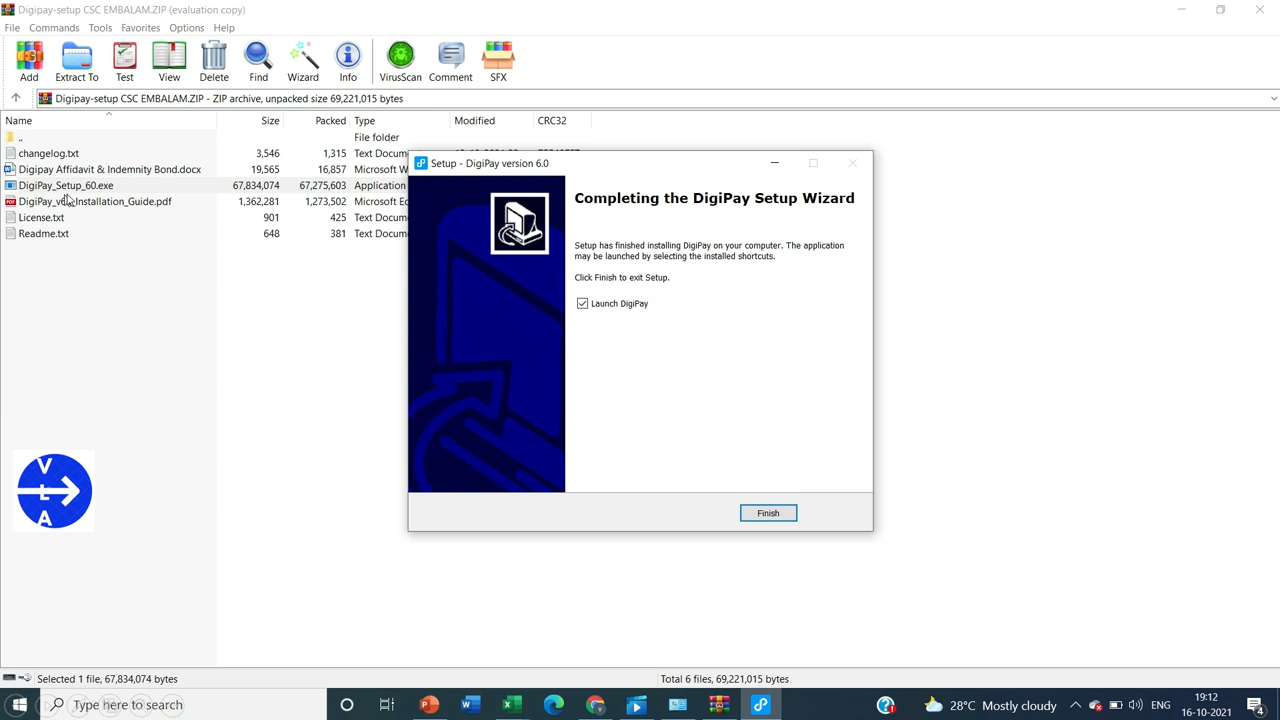 Digipay-setup CSC EMBALAM.ZIP (evaluation copy)
File Commands Tools Favorites Options Help
Add Extract To Test View Delete Find Wizard Info VirusScan Comment SFX
Digipay-setup CSC EMBALAM.ZIP - ZIP archive, unpacked size 69,221,015 bytes
Name Size Packed Type Modified CRC32
.. File folder
changelog.txt 3,546 1,315 Text Docum
Digipay Affidavit & Indemnity Bond.docx 19,565 16,857 Microsoft W
DigiPay_Setup_60.exe 67,834,074 67,275,603 Application
Installation_Guide.pdf 1,362,281 1,273,502 Microsoft Ed
License.txt 901 425 Text Docum
Readme.txt 648 381 Text Docum
Setup - DigiPay version 6.0
Completing the DigiPay Setup Wizard
Setup has finished installing DigiPay on your computer. The application
may be launched by selecting the installed shortcuts.
Click Finish to exit Setup.
Launch DigiPay
Finish
V
L
A
Selected 1 file, 67,834,074 bytes
Total 6 files, 69,221,015 bytes
Type here to search
28°C Mostly cloudy
ENG
19:12
16-10-2021
4